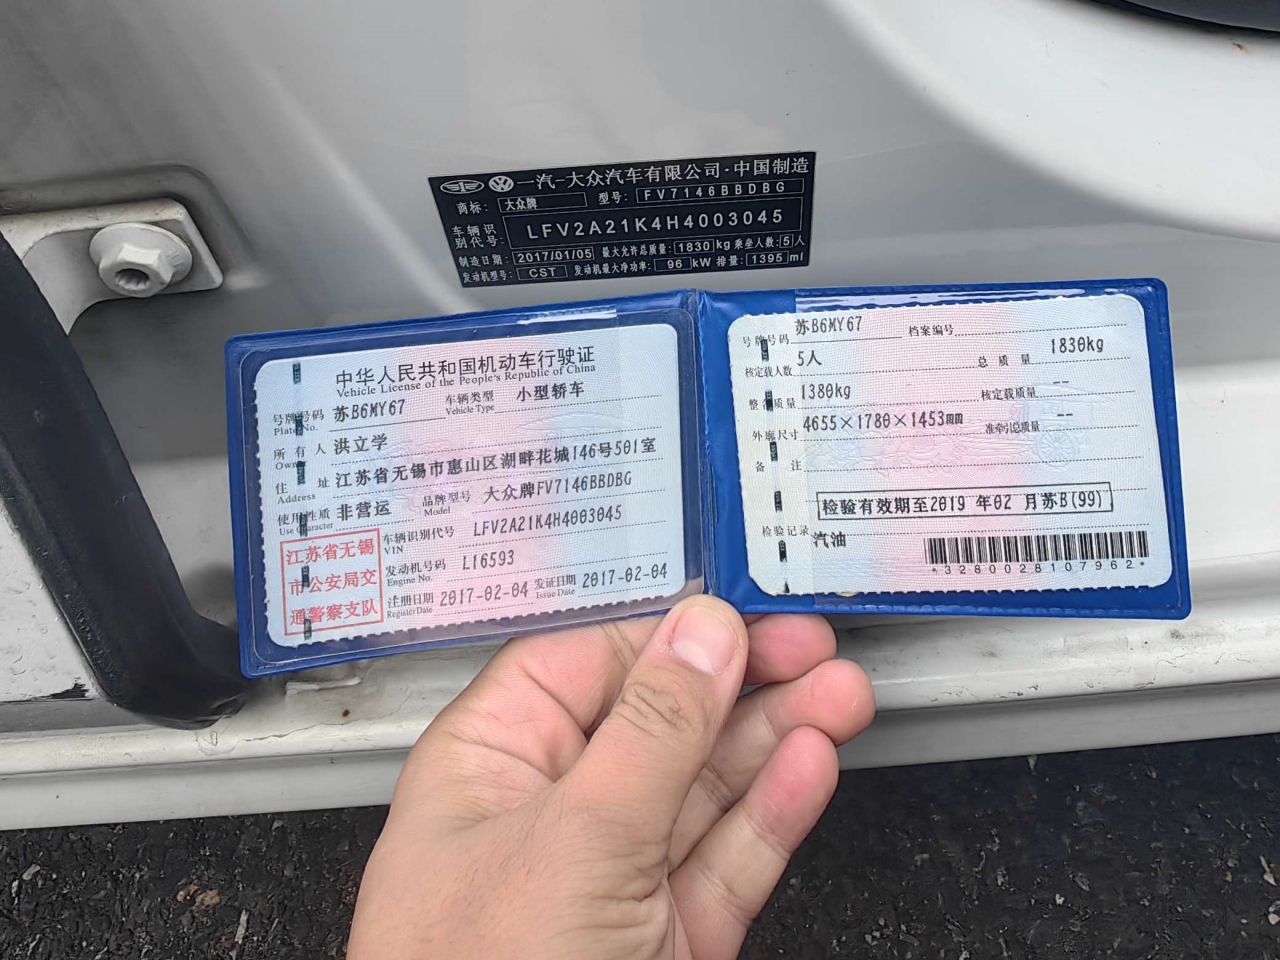 一汽-大众汽车有限公司·中国制造
商标: 大众牌 型号: FV7146BBDBG
车辆识别代号: LFV2A21K4H4003045
制造日期: 2017/01/05 最大允许总质量: 1830 kg 乘坐人数: 5 人
发动机型号: CST 发动机最大净功率: 96 kW 排量: 1395 ml
中华人民共和国机动车行驶证
Vehicle License of the People's Republic of China
号牌号码 苏B6MY67 车辆类型 小型轿车
Plate No. Vehicle Type
所有人 洪立学
Owner
住址 江苏省无锡市惠山区湖畔花城146号501室
Address
使用性质 非营运 品牌型号 大众牌FV7146BBDBG
Use Character Model
江苏省无锡
市公安局交
通警察支队
车辆识别代号 LFV2A21K4H4003045
VIN
发动机号码 L16593
Engine No.
注册日期 2017-02-04 发证日期 2017-02-04
Register Date Issue Date
号牌号码 苏B6MY67 档案编号
核定载人数 5人 总质量 1830kg
整备质量 1380kg 核定载质量 --
外廓尺寸 4655×1780×1453mm 准牵引总质量 --
备注
检验有效期至2019 年02 月苏B(99)
检验记录
汽油
*3280028107962*